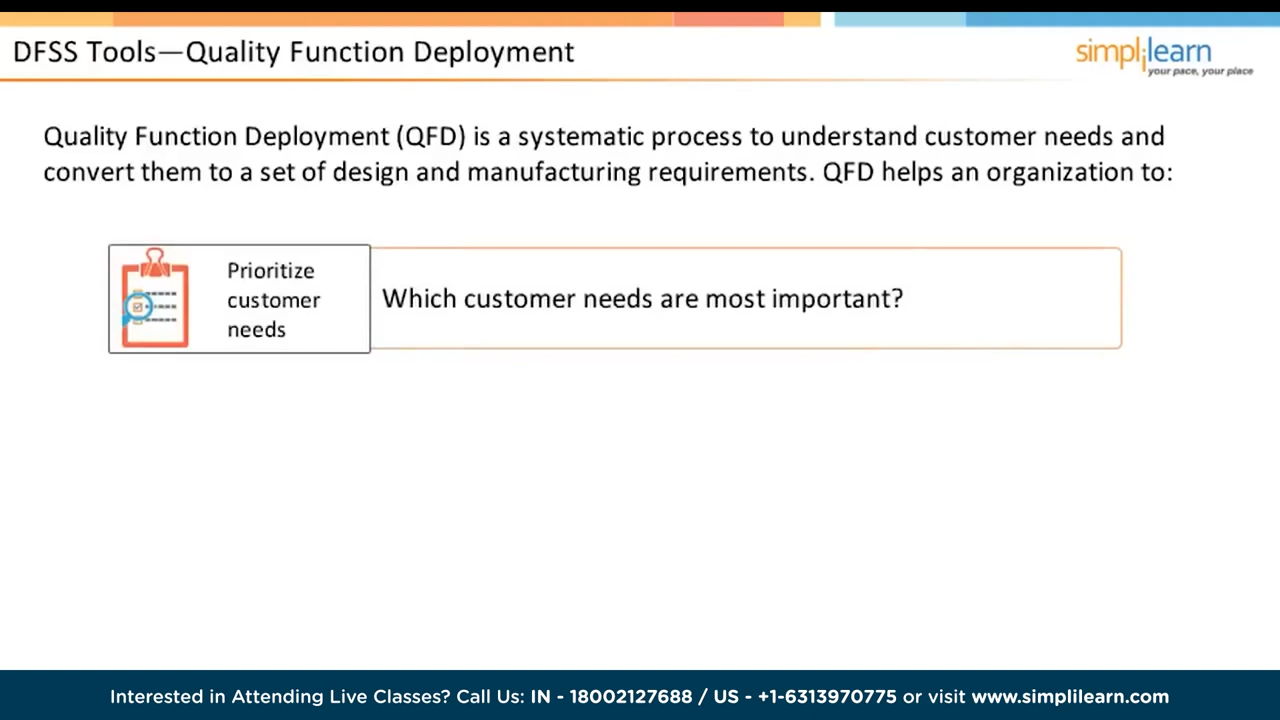 DFSS Tools—Quality Function Deployment
simplilearn
your pace, your place
Quality Function Deployment (QFD) is a systematic process to understand customer needs and
convert them to a set of design and manufacturing requirements. QFD helps an organization to:
Prioritize
customer
needs
Which customer needs are most important?
Interested in Attending Live Classes? Call Us: IN - 18002127688 / US - +1-6313970775 or visit www.simplilearn.com